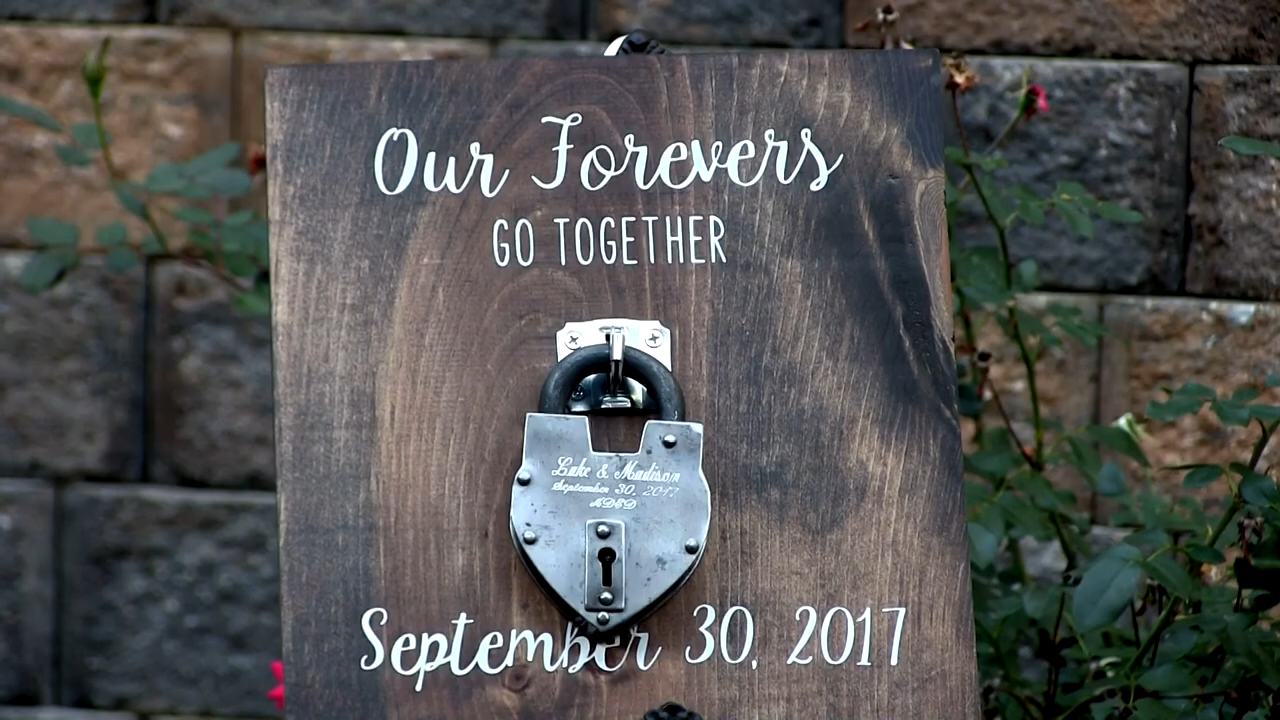 Our Forevers
GO TOGETHER
Luke & Madison
September 30, 2017
September 30, 2017